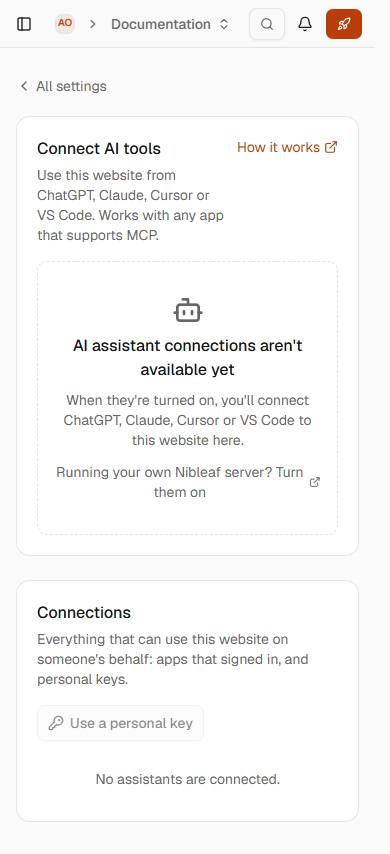 AO
Documentation
All settings
Connect AI tools
How it works
Use this website from
ChatGPT, Claude, Cursor or
VS Code. Works with any app
that supports MCP.
AI assistant connections aren't
available yet
When they're turned on, you'll connect
ChatGPT, Claude, Cursor or VS Code to
this website here.
Running your own Nibleaf server? Turn
them on
Connections
Everything that can use this website on
someone's behalf: apps that signed in, and
personal keys.
Use a personal key
No assistants are connected.